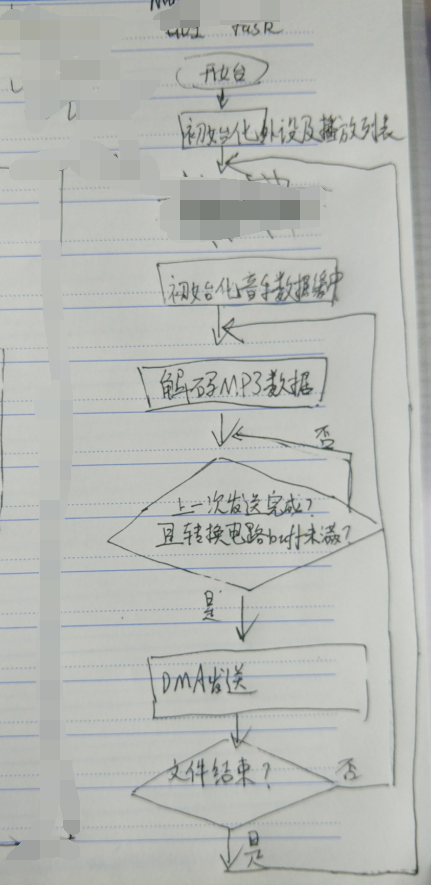 开始
初始化外设及播放列表
初始化音乐数据缓冲
解码MP3数据
否
上一次发送完成?
且转换电路buff未满?
是
DMA发送
文件结束?
否
是